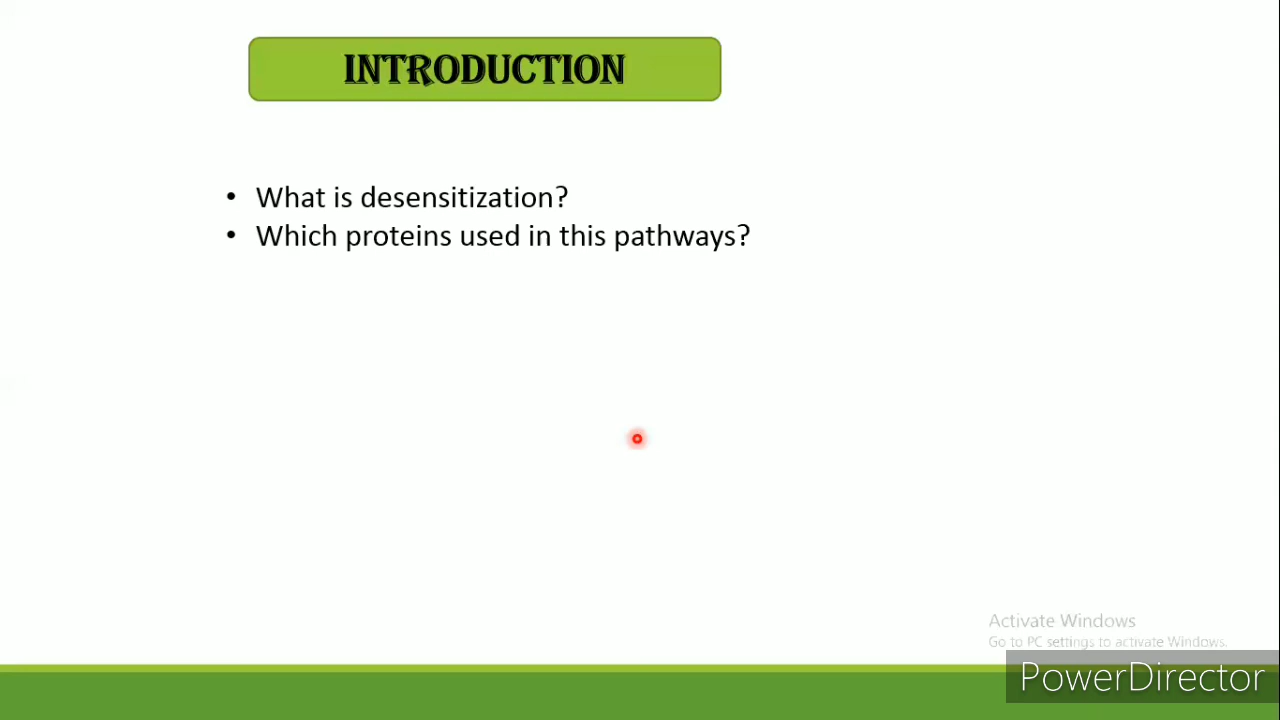 INTRODUCTION
• What is desensitization?
• Which proteins used in this pathways?
Activate Windows
Go to PC settings to activate Windows.
PowerDirector